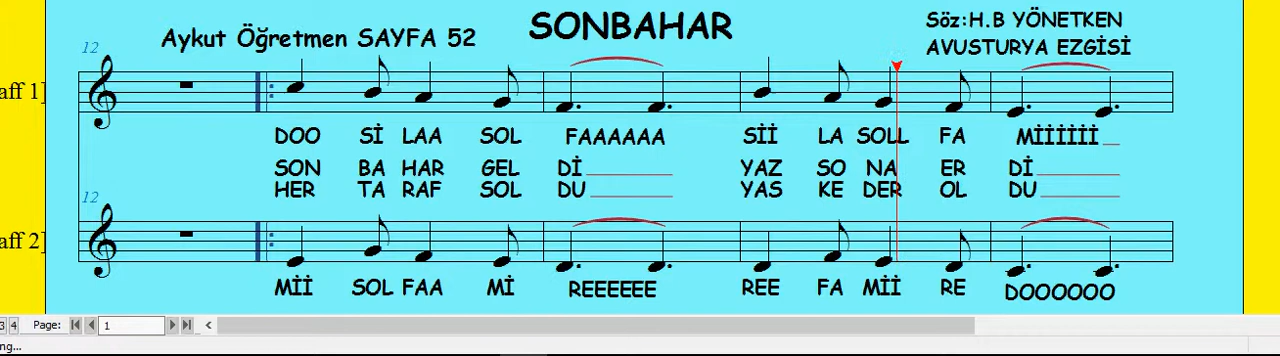 SONBAHAR
Söz:H.B YÖNETKEN
Aykut Öğretmen SAYFA 52
AVUSTURYA EZGİSİ
12
aff 1]
DOO Sİ LAA SOL FAAAAAA Sİİ LA SOLL FA Mİİİİİİ
SON BA HAR GEL Dİ YAZ SO NA ER Dİ
HER TA RAF SOL DU YAS KE DER OL DU
12
aff 2]
Mİİ SOL FAA Mİ REEEEEE REE FA Mİİ RE DOOOOOO
3 4 Page: 1
ng...